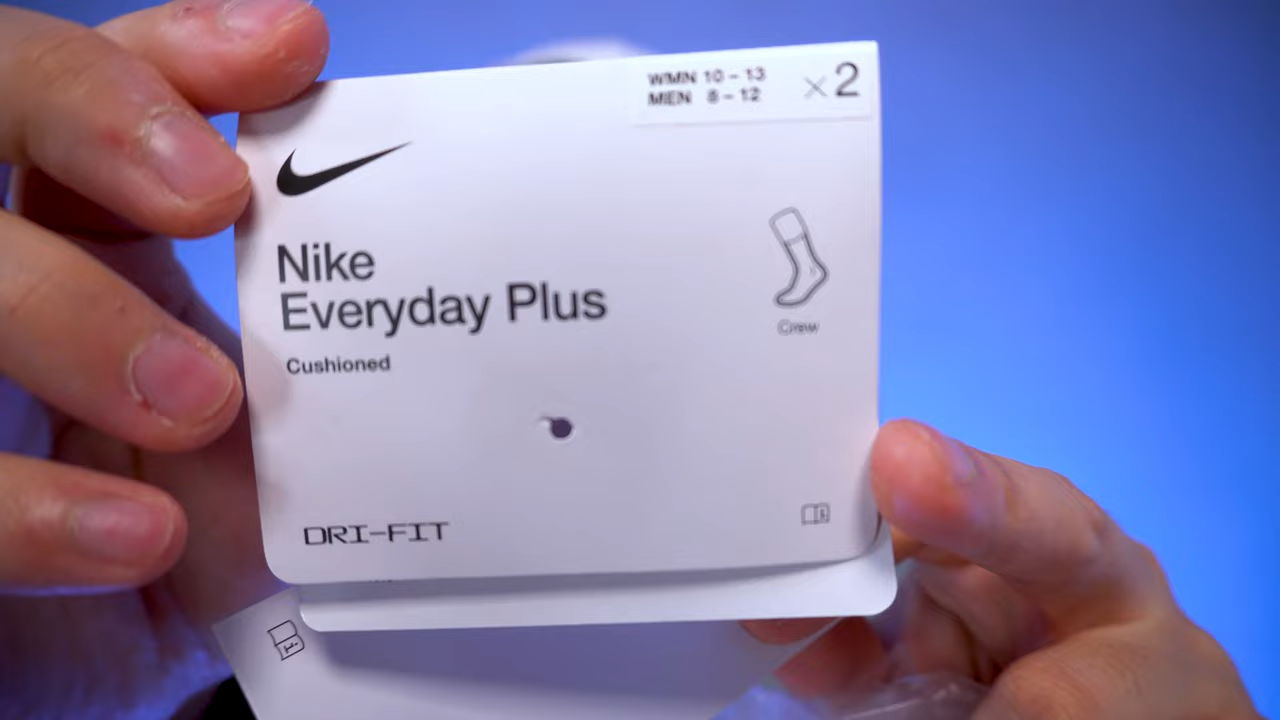 WMN 10 – 13
MEN 8 – 12
×2
Nike
Everyday Plus
Crew
Cushioned
DRI-FIT